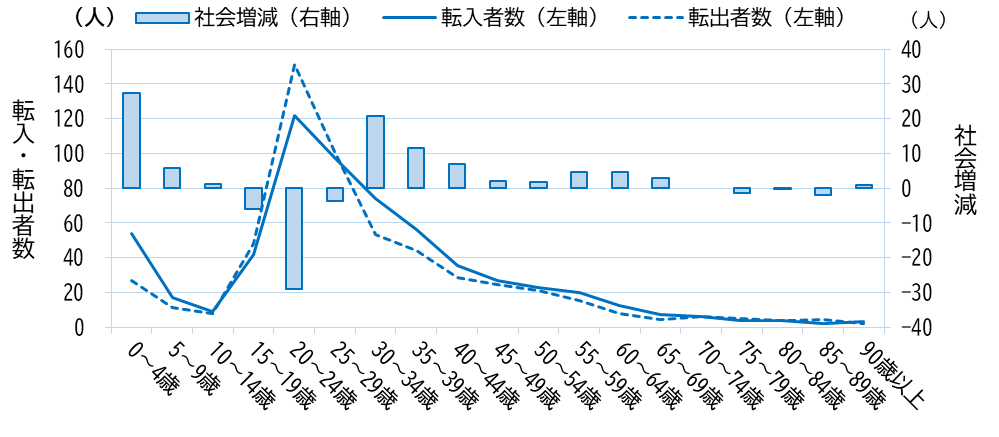 （人） 社会増減（右軸） 転入者数（左軸） 転出者数（左軸） （人）
160
140
120
100
80
60
40
20
0
転入・転出者数
40
30
20
10
0
−10
−20
−30
−40
社会増減
0～4歳
5～9歳
10～14歳
15～19歳
20～24歳
25～29歳
30～34歳
35～39歳
40～44歳
45～49歳
50～54歳
55～59歳
60～64歳
65～69歳
70～74歳
75～79歳
80～84歳
85～89歳
90歳以上